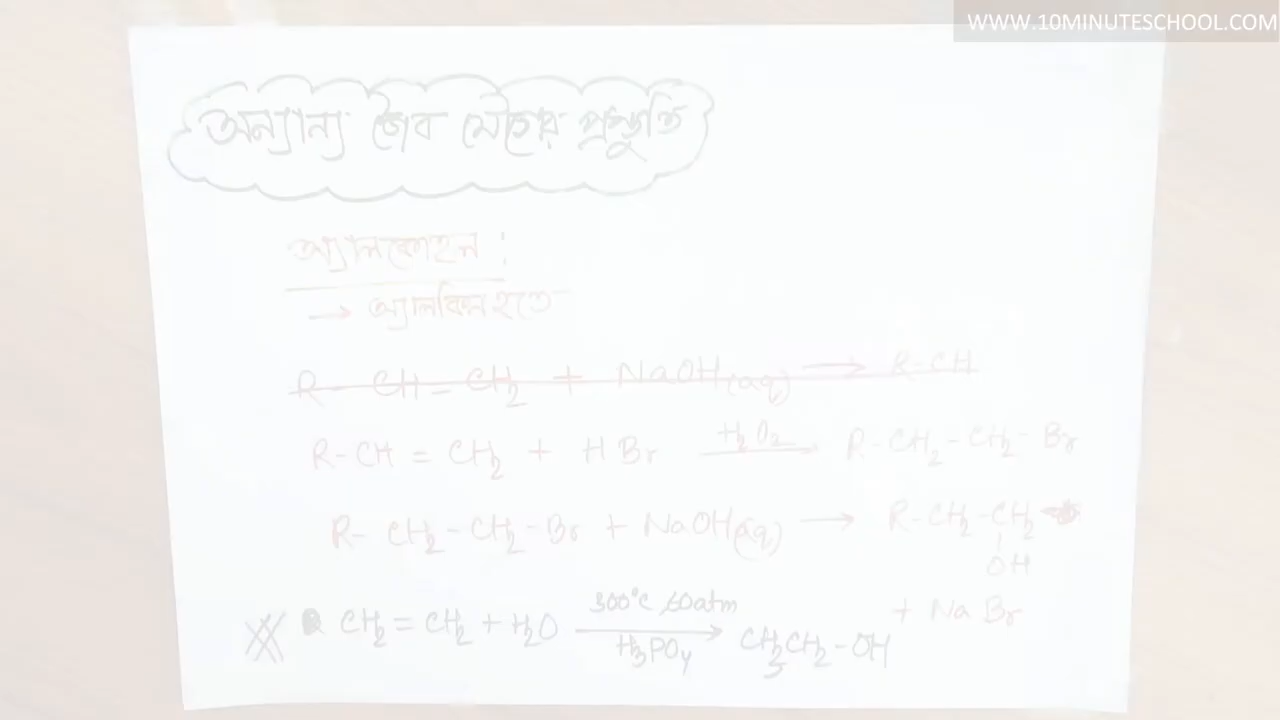 WWW.10MINUTESCHOOL.COM
অন্যান্য জৈব যৌগের প্রস্তুতি
অ্যালকোহল :
→ অ্যালকিন হতে
R - CH = CH₂ + NaOH(aq) → R-CH
R-CH = CH₂ + HBr H₂O₂ → R-CH₂-CH₂-Br
R-CH₂-CH₂-Br + NaOH(aq) → R-CH₂-CH₂
OH
+ NaBr
CH₂=CH₂+H₂O 300°C 60atm → H₃PO₄ CH₃CH₂-OH